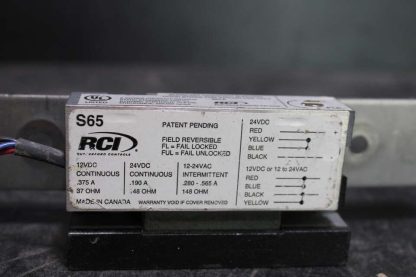 UL
S65
PATENT PENDING
RCI
FIELD REVERSIBLE
FL = FAIL LOCKED
FUL = FAIL UNLOCKED
12VDC
CONTINUOUS
.375 A
37 OHM
24VDC
CONTINUOUS
.190 A
12-24VAC
INTERMITTENT
.280 - .565 A
148 OHM
MADE IN CANADA
WARRANTY VOID IF COVER REMOVED
24VDC
RED
YELLOW
BLUE
BLACK
12VDC or 12 to 24VAC
RED
BLUE
BLACK
YELLOW